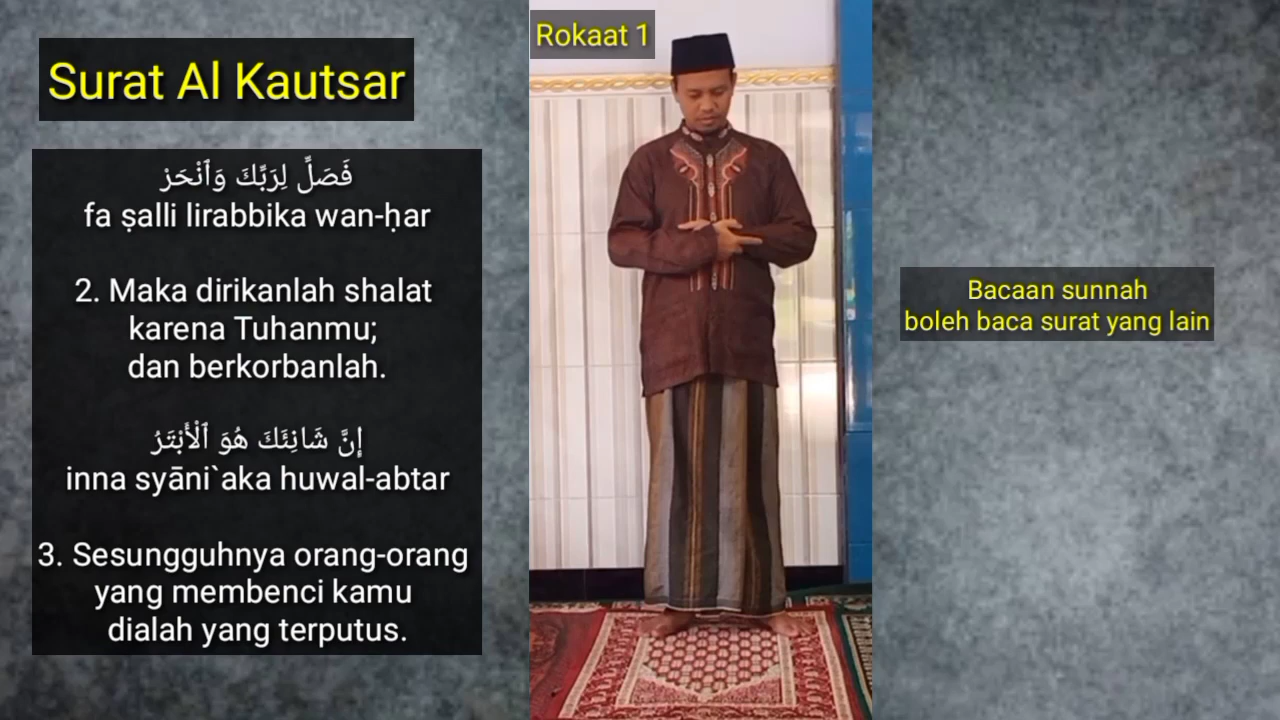 Surat Al Kautsar
فَصَلِّ لِرَبِّكَ وَٱنْحَرْ
fa ṣalli lirabbika wan-ḥar
2. Maka dirikanlah shalat
karena Tuhanmu;
dan berkorbanlah.
إِنَّ شَانِئَكَ هُوَ ٱلْأَبْتَرُ
inna syāni`aka huwal-abtar
3. Sesungguhnya orang-orang
yang membenci kamu
dialah yang terputus.
Rokaat 1
Bacaan sunnah
boleh baca surat yang lain